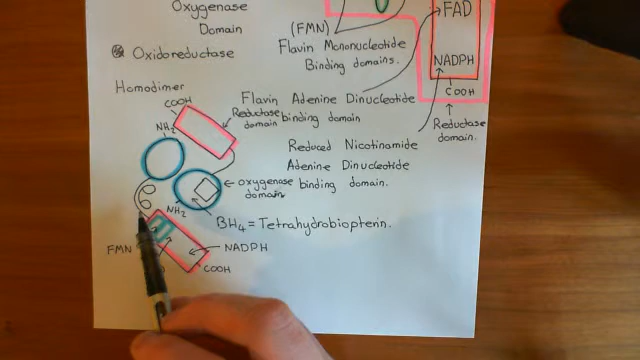 Oxygenase
Domain
(FMN)
Flavin Mononucleotide
Binding domains.
FAD
NADPH
COOH
Reductase
domain.
Oxidoreductase
Homodimer
COOH
NH2
Reductase
domain
Flavin Adenine Dinucleotide
binding domain
Reduced Nicotinamide
Adenine Dinucleotide
binding domain.
oxygenase
domain
NH2
BH4 = Tetrahydrobiopterin.
FMN
NADPH
COOH